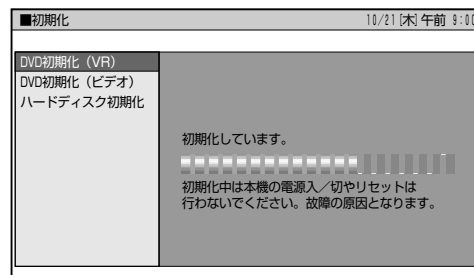 ■初期化
10/21[木]午前 9:00
DVD初期化（VR）
DVD初期化（ビデオ）
ハードディスク初期化
初期化しています。
初期化中は本機の電源入／切やリセットは
行わないでください。故障の原因となります。